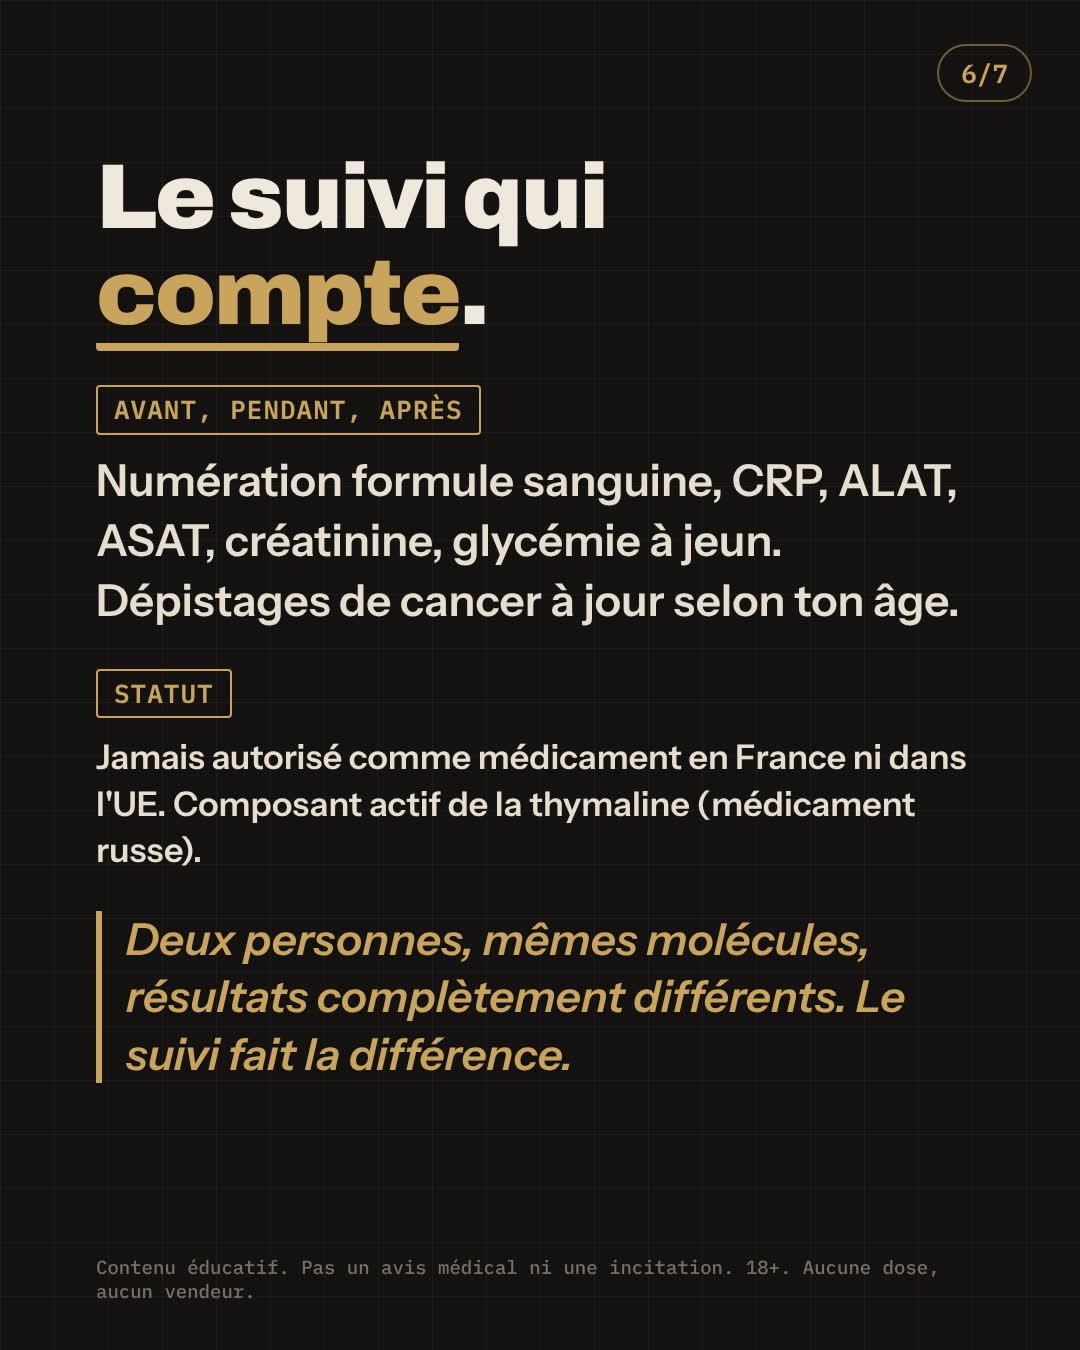 6/7
Le suivi qui
compte.
AVANT, PENDANT, APRÈS
Numération formule sanguine, CRP, ALAT,
ASAT, créatinine, glycémie à jeun.
Dépistages de cancer à jour selon ton âge.
STATUT
Jamais autorisé comme médicament en France ni dans
l'UE. Composant actif de la thymaline (médicament
russe).
Deux personnes, mêmes molécules,
résultats complètement différents. Le
suivi fait la différence.
Contenu éducatif. Pas un avis médical ni une incitation. 18+. Aucune dose,
aucun vendeur.